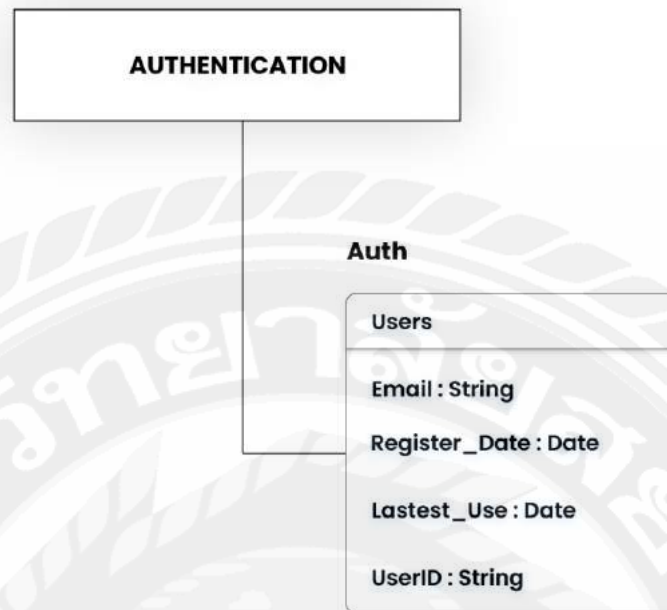 AUTHENTICATION
Auth
Users
Email : String
Register_Date : Date
Lastest_Use : Date
UserID : String